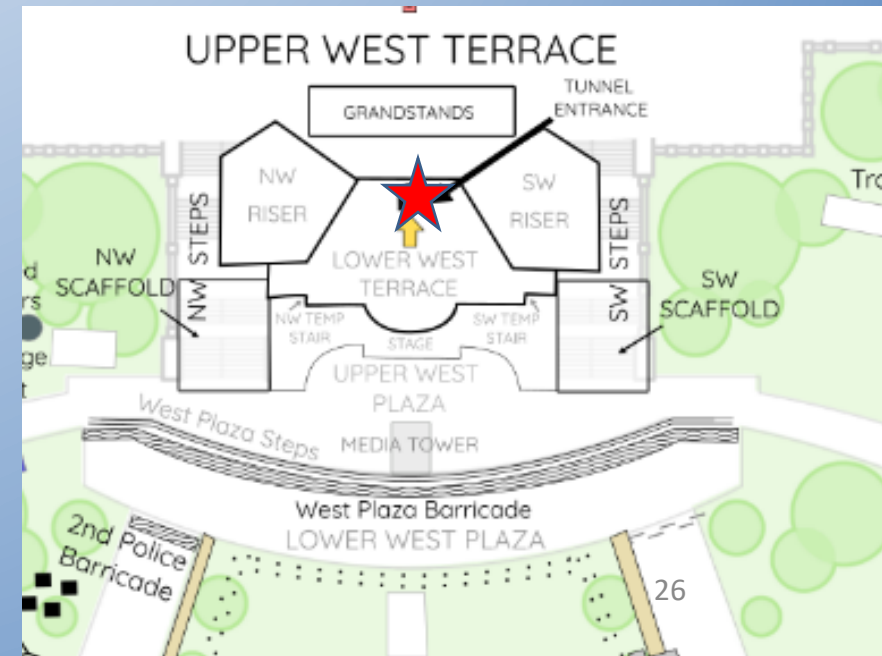 UPPER WEST TERRACE
TUNNEL
ENTRANCE
GRANDSTANDS
NW
RISER
SW
RISER
NW STEPS
SW STEPS
LOWER WEST
TERRACE
NW
SCAFFOLD
SW
SCAFFOLD
NW TEMP
STAIR
SW TEMP
STAIR
STAGE
UPPER WEST
PLAZA
West Plaza Steps
MEDIA TOWER
West Plaza Barricade
LOWER WEST PLAZA
2nd Police
Barricade
26